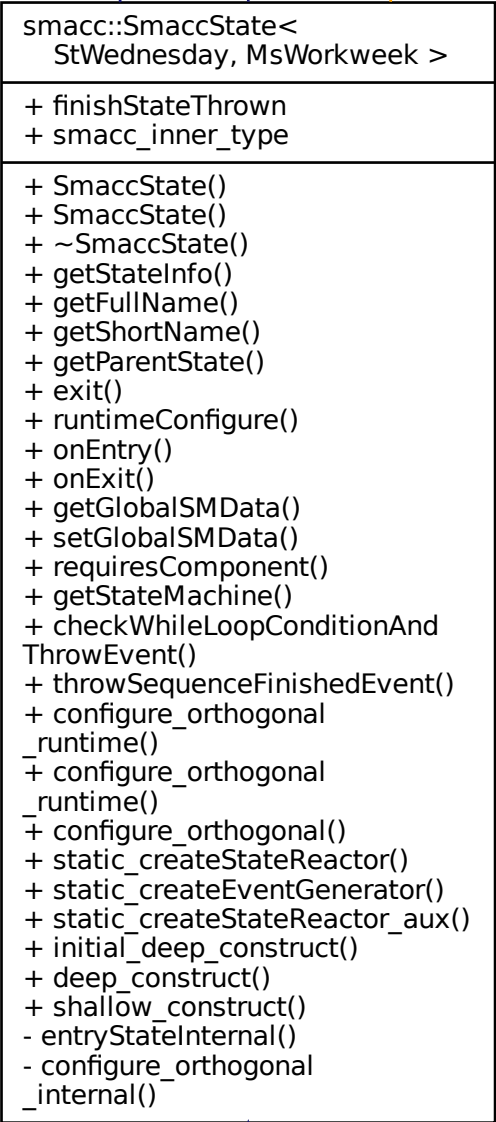 smacc::SmaccState<
StWednesday, MsWorkweek >
+ finishStateThrown
+ smacc_inner_type
+ SmaccState()
+ SmaccState()
+ ~SmaccState()
+ getStateInfo()
+ getFullName()
+ getShortName()
+ getParentState()
+ exit()
+ runtimeConfigure()
+ onEntry()
+ onExit()
+ getGlobalSMData()
+ setGlobalSMData()
+ requiresComponent()
+ getStateMachine()
+ checkWhileLoopConditionAnd
ThrowEvent()
+ throwSequenceFinishedEvent()
+ configure_orthogonal
_runtime()
+ configure_orthogonal
_runtime()
+ configure_orthogonal()
+ static_createStateReactor()
+ static_createEventGenerator()
+ static_createStateReactor_aux()
+ initial_deep_construct()
+ deep_construct()
+ shallow_construct()
- entryStateInternal()
- configure_orthogonal
_internal()